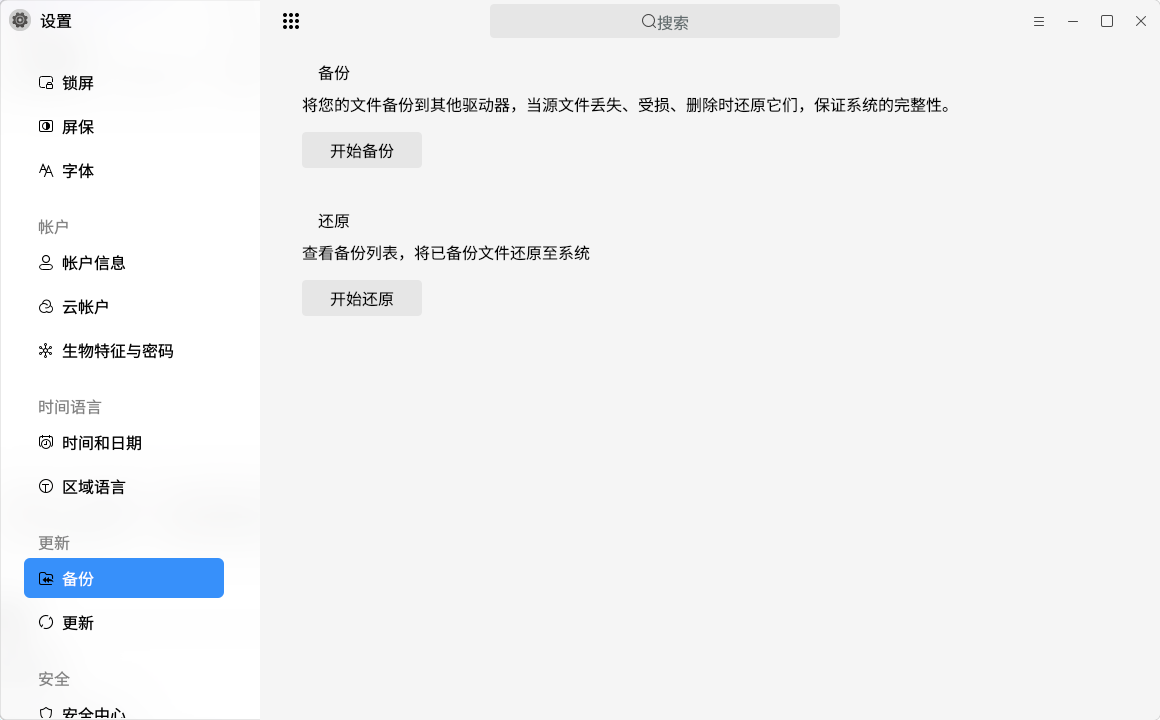 设置
搜索
锁屏
屏保
字体
帐户
帐户信息
云帐户
生物特征与密码
时间语言
时间和日期
区域语言
更新
备份
更新
安全
安全中心
备份
将您的文件备份到其他驱动器，当源文件丢失、受损、删除时还原它们，保证系统的完整性。
开始备份
还原
查看备份列表，将已备份文件还原至系统
开始还原